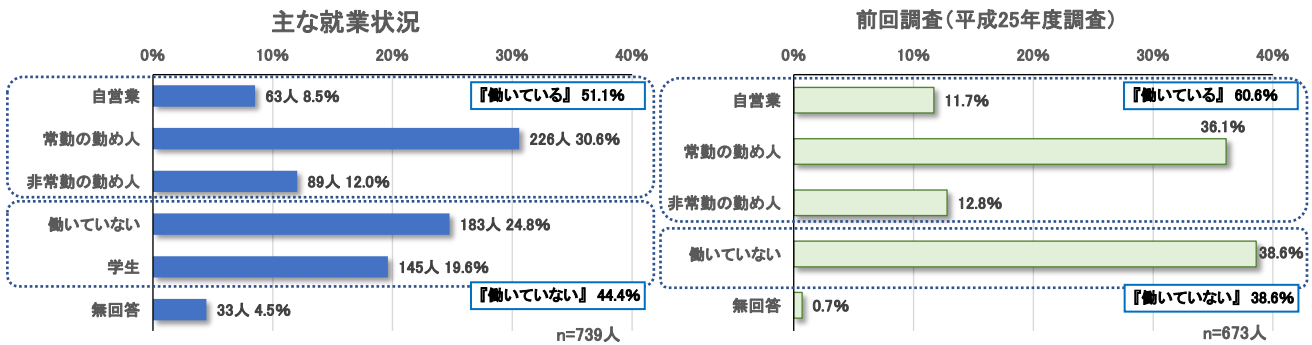 主な就業状況
0% 10% 20% 30% 40%
『働いている』 51.1%
自営業 63人 8.5%
常勤の勤め人 226人 30.6%
非常勤の勤め人 89人 12.0%
働いていない 183人 24.8%
学生 145人 19.6%
『働いていない』 44.4%
無回答 33人 4.5%
n=739人
前回調査（平成25年度調査）
0% 10% 20% 30% 40%
『働いている』 60.6%
自営業 11.7%
常勤の勤め人 36.1%
非常勤の勤め人 12.8%
働いていない 38.6%
『働いていない』 38.6%
無回答 0.7%
n=673人